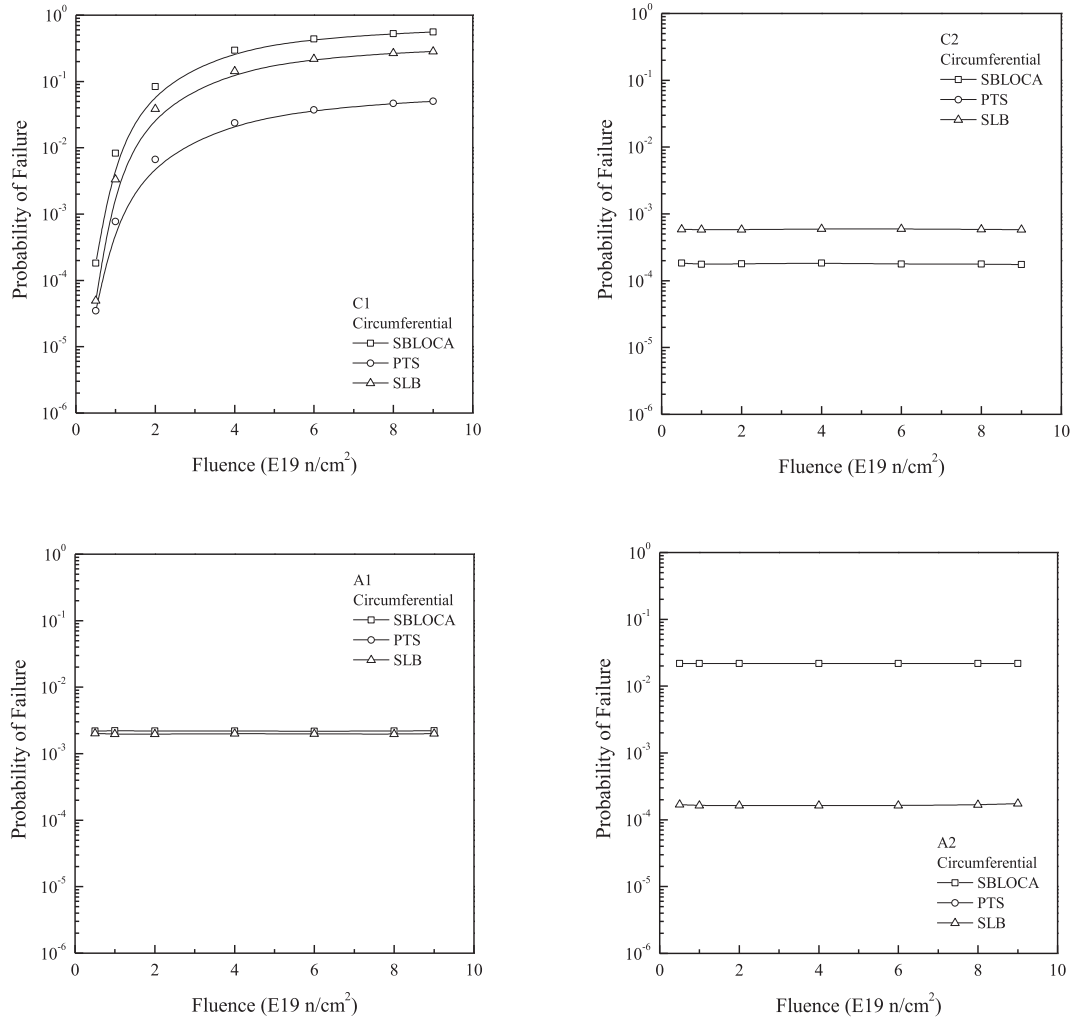 10^0
10^-1
10^-2
10^-3
10^-4
10^-5
10^-6
Probability of Failure
C1
Circumferential
SBLOCA
PTS
SLB
0 2 4 6 8 10
Fluence (E19 n/cm^2)
10^0
10^-1
10^-2
10^-3
10^-4
10^-5
10^-6
Probability of Failure
C2
Circumferential
SBLOCA
PTS
SLB
0 2 4 6 8 10
Fluence (E19 n/cm^2)
10^0
10^-1
10^-2
10^-3
10^-4
10^-5
10^-6
Probability of Failure
A1
Circumferential
SBLOCA
PTS
SLB
0 2 4 6 8 10
Fluence (E19 n/cm^2)
10^0
10^-1
10^-2
10^-3
10^-4
10^-5
10^-6
Probability of Failure
A2
Circumferential
SBLOCA
PTS
SLB
0 2 4 6 8 10
Fluence (E19 n/cm^2)